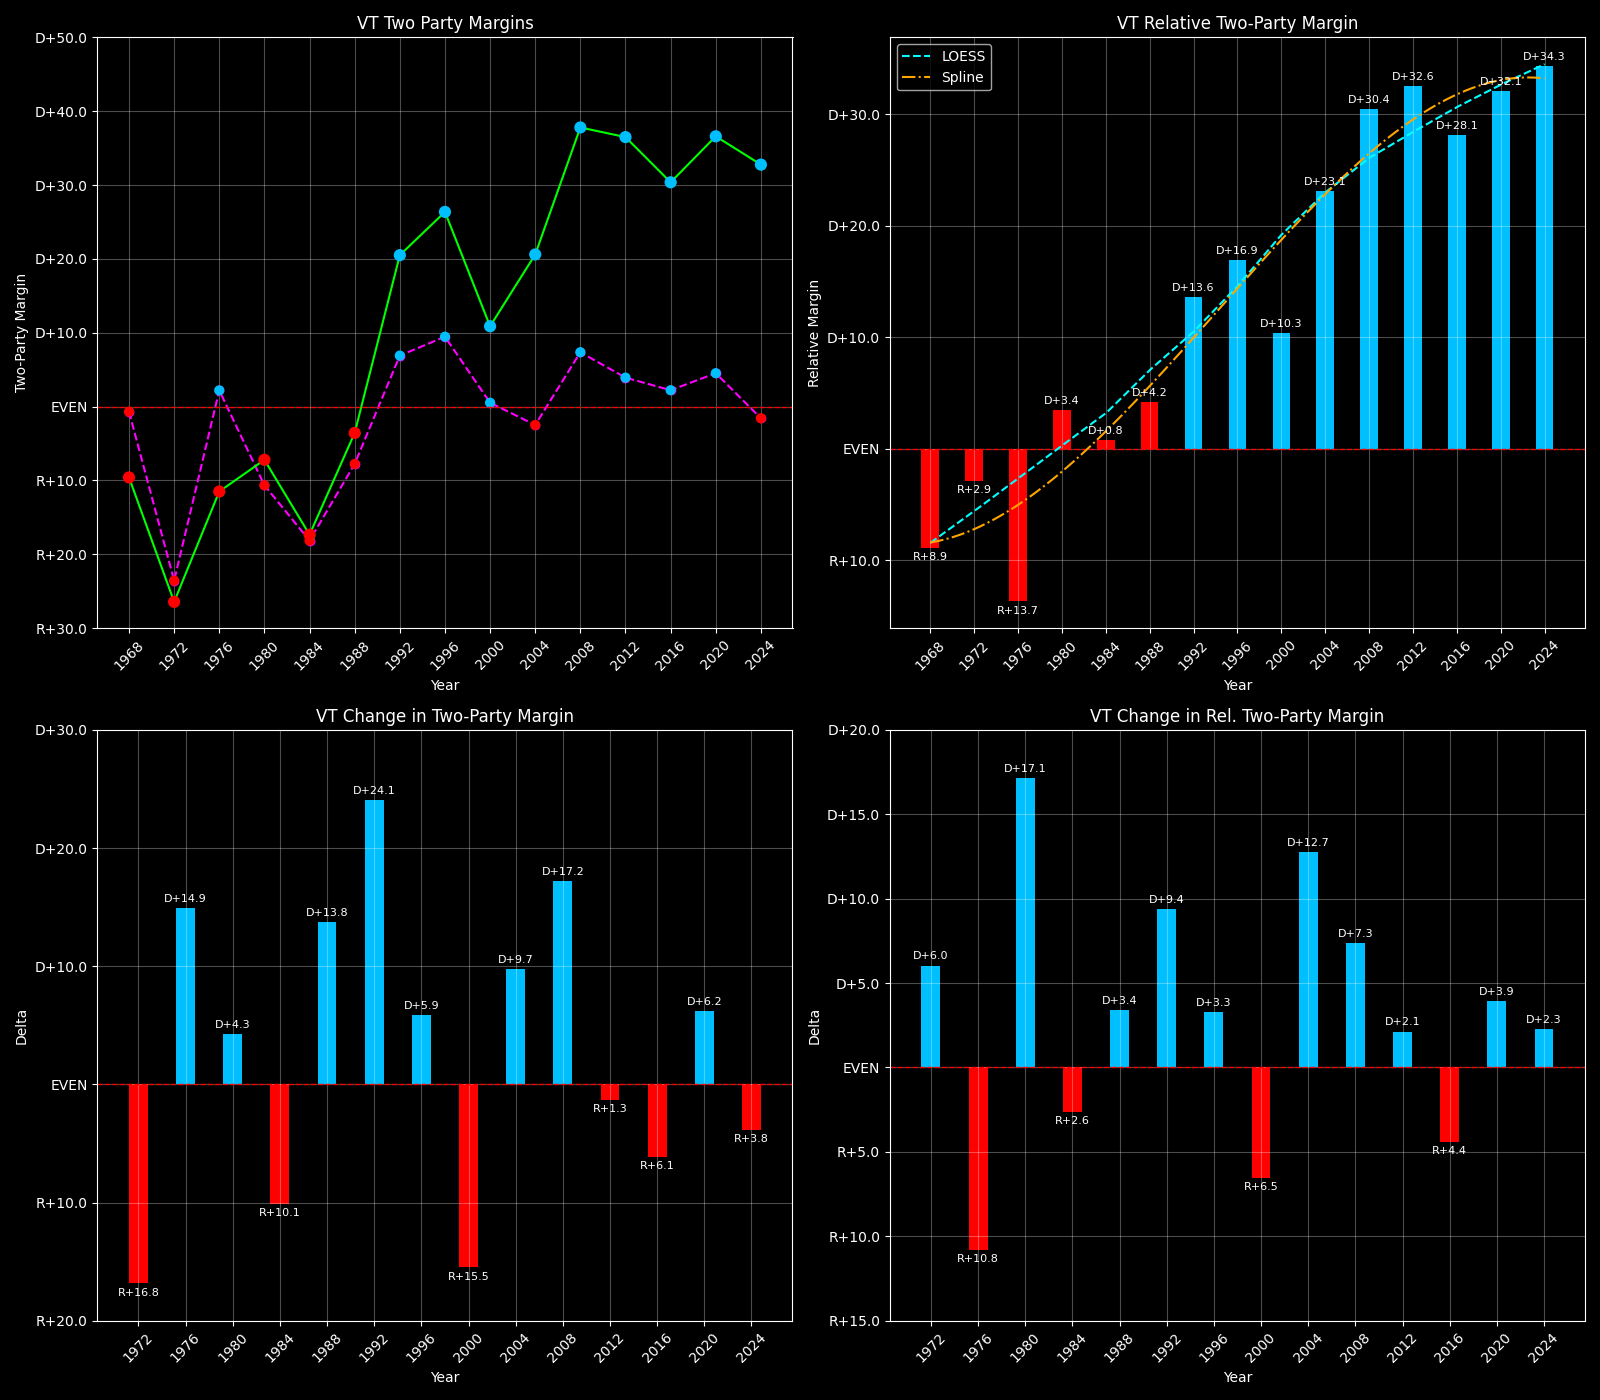 VT Two Party Margins
D+50.0
D+40.0
D+30.0
D+20.0
D+10.0
EVEN
R+10.0
R+20.0
R+30.0
Two-Party Margin
1968 1972 1976 1980 1984 1988 1992 1996 2000 2004 2008 2012 2016 2020 2024
Year
VT Relative Two-Party Margin
LOESS
Spline
D+30.0
D+20.0
D+10.0
EVEN
R+10.0
Relative Margin
R+8.9
R+2.9
R+13.7
D+3.4
D+0.8
D+4.2
D+13.6
D+16.9
D+10.3
D+23.1
D+30.4
D+32.6
D+28.1
D+32.1
D+34.3
1968 1972 1976 1980 1984 1988 1992 1996 2000 2004 2008 2012 2016 2020 2024
Year
VT Change in Two-Party Margin
D+30.0
D+20.0
D+10.0
EVEN
R+10.0
R+20.0
Delta
R+16.8
D+14.9
D+4.3
R+10.1
D+13.8
D+24.1
D+5.9
R+15.5
D+9.7
D+17.2
R+1.3
R+6.1
D+6.2
R+3.8
1972 1976 1980 1984 1988 1992 1996 2000 2004 2008 2012 2016 2020 2024
Year
VT Change in Rel. Two-Party Margin
D+20.0
D+15.0
D+10.0
D+5.0
EVEN
R+5.0
R+10.0
R+15.0
Delta
D+6.0
R+10.8
D+17.1
R+2.6
D+3.4
D+9.4
D+3.3
R+6.5
D+12.7
D+7.3
D+2.1
R+4.4
D+3.9
D+2.3
1972 1976 1980 1984 1988 1992 1996 2000 2004 2008 2012 2016 2020 2024
Year